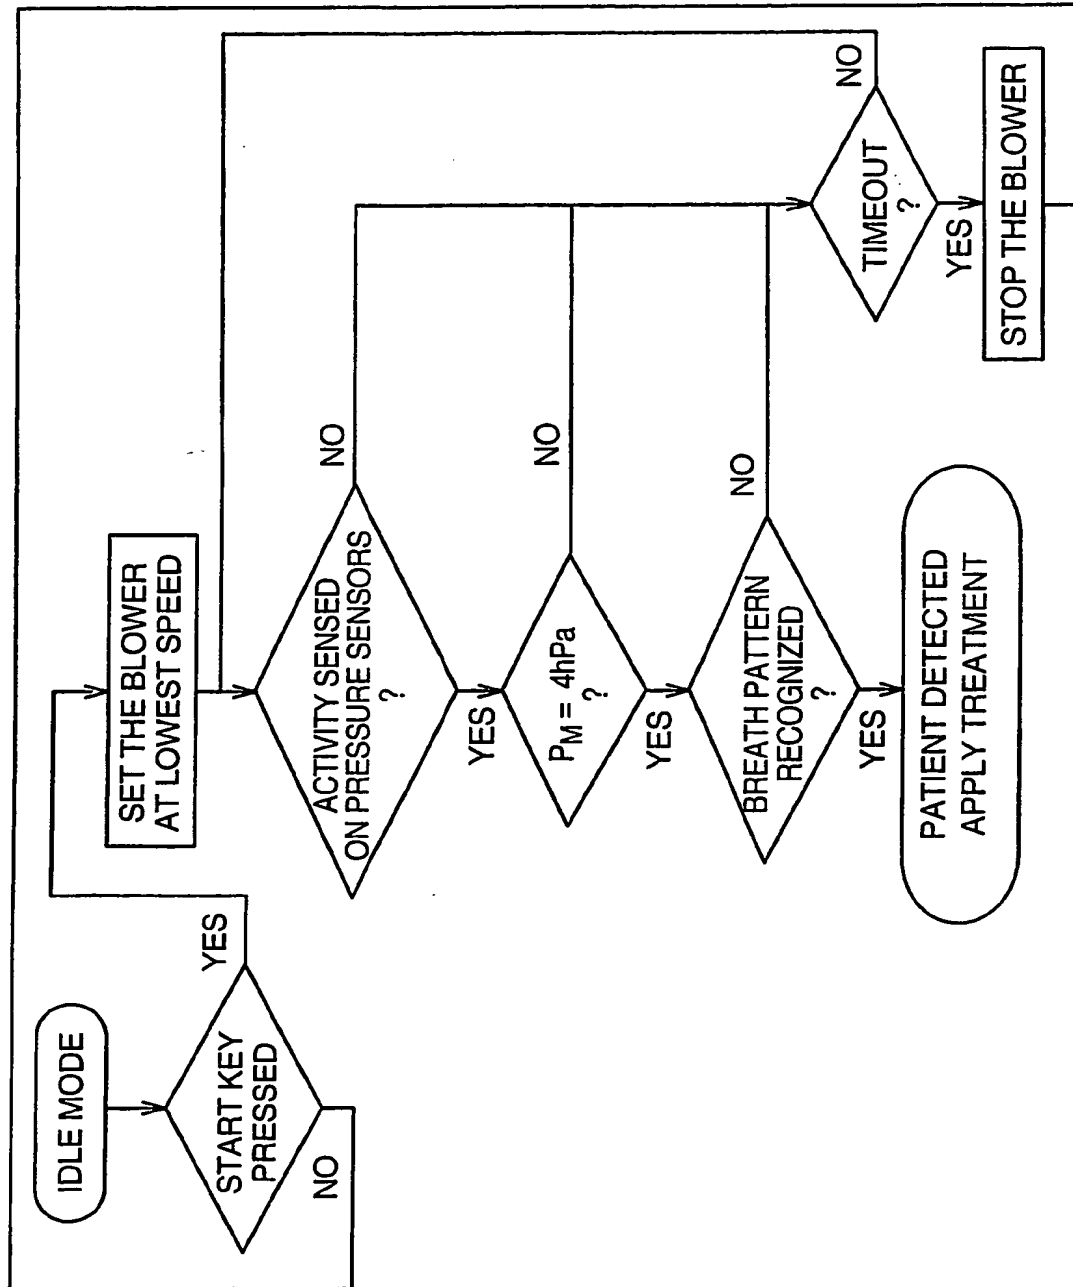 IDLE MODE
START KEY
PRESSED
YES
NO
SET THE BLOWER
AT LOWEST SPEED
ACTIVITY SENSED
ON PRESSURE SENSORS
?
NO
YES
PM = 4hPa
?
NO
YES
BREATH PATTERN
RECOGNIZED
?
NO
YES
PATIENT DETECTED
APPLY TREATMENT
TIMEOUT
?
NO
YES
STOP THE BLOWER